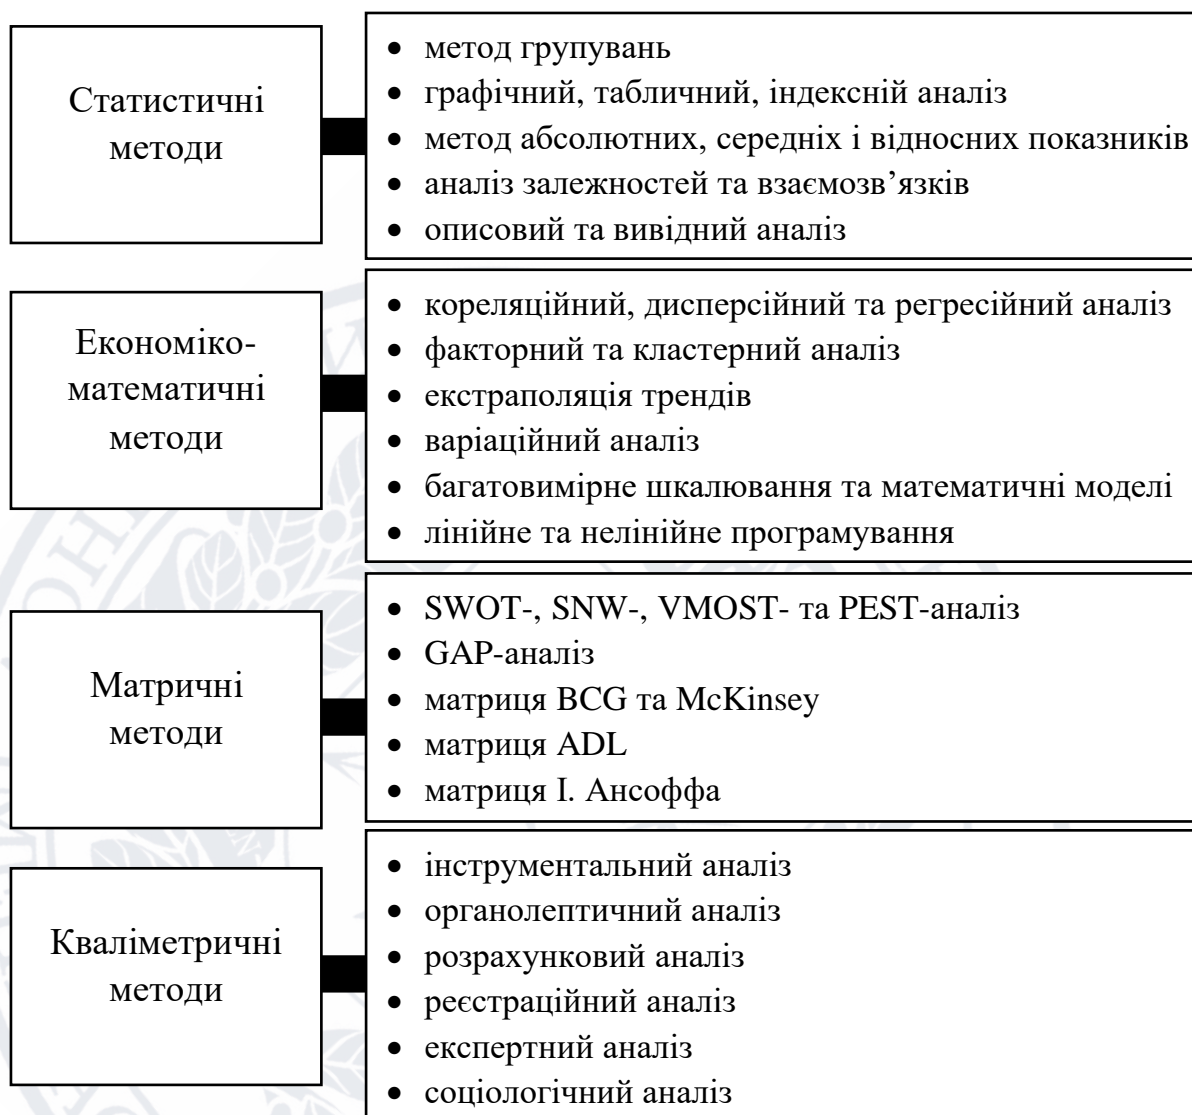 Статистичні
методи
• метод групувань
• графічний, табличний, індексній аналіз
• метод абсолютних, середніх і відносних показників
• аналіз залежностей та взаємозв’язків
• описовий та вивідний аналіз
Економіко-
математичні
методи
• кореляційний, дисперсійний та регресійний аналіз
• факторний та кластерний аналіз
• екстраполяція трендів
• варіаційний аналіз
• багатовимірне шкалювання та математичні моделі
• лінійне та нелінійне програмування
Матричні
методи
• SWOT-, SNW-, VMOST- та PEST-аналіз
• GAP-аналіз
• матриця BCG та McKinsey
• матриця ADL
• матриця І. Ансоффа
Кваліметричні
методи
• інструментальний аналіз
• органолептичний аналіз
• розрахунковий аналіз
• реєстраційний аналіз
• експертний аналіз
• соціологічний аналіз